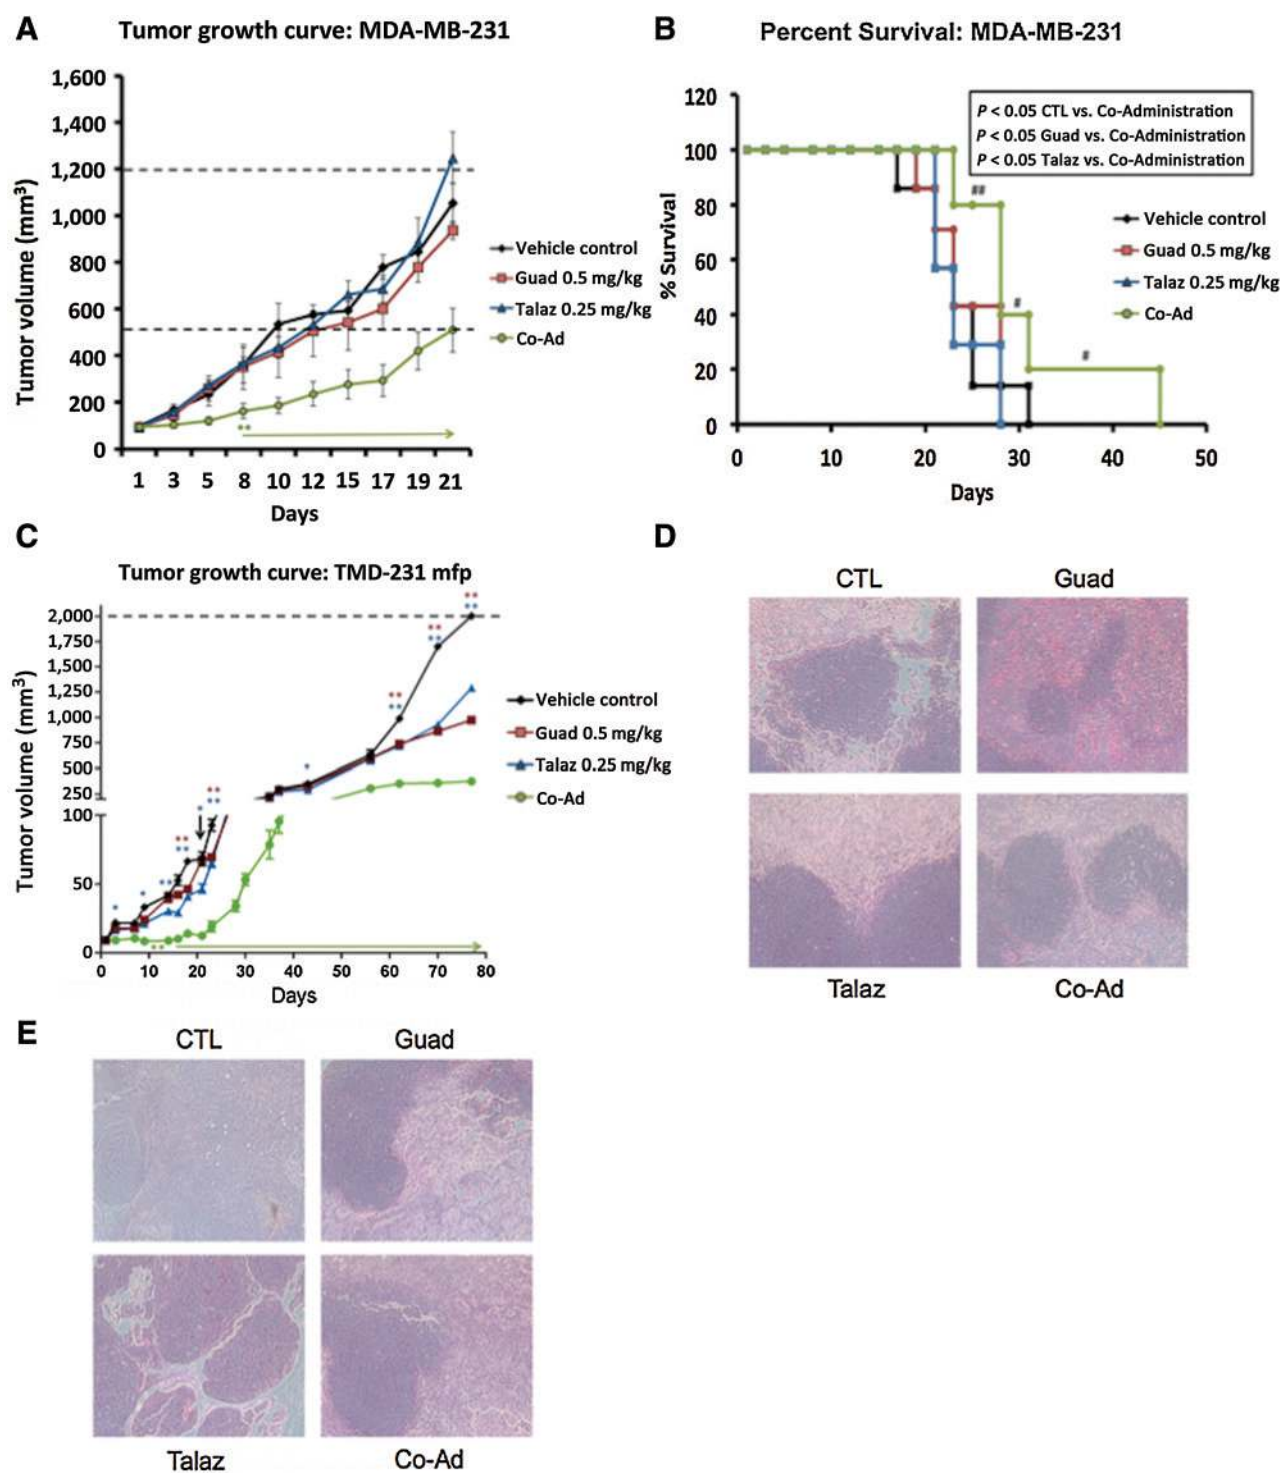 A
Tumor growth curve: MDA-MB-231
Tumor volume (mm³)
1,600
1,400
1,200
1,000
800
600
400
200
0
1 3 5 8 10 12 15 17 19 21
Days
**
Vehicle control
Guad 0.5 mg/kg
Talaz 0.25 mg/kg
Co-Ad
B
Percent Survival: MDA-MB-231
% Survival
120
100
80
60
40
20
0
0 10 20 30 40 50
Days
P < 0.05 CTL vs. Co-Administration
P < 0.05 Guad vs. Co-Administration
P < 0.05 Talaz vs. Co-Administration
##
#
#
Vehicle control
Guad 0.5 mg/kg
Talaz 0.25 mg/kg
Co-Ad
C
Tumor growth curve: TMD-231 mfp
Tumor volume (mm³)
2,000
1,750
1,500
1,250
1,000
750
500
250
Tumor volume (mm³)
100
50
0
0 10 20 30 40 50 60 70 80
Days
Vehicle control
Guad 0.5 mg/kg
Talaz 0.25 mg/kg
Co-Ad
D
CTL Guad
Talaz Co-Ad
E
CTL Guad
Talaz Co-Ad